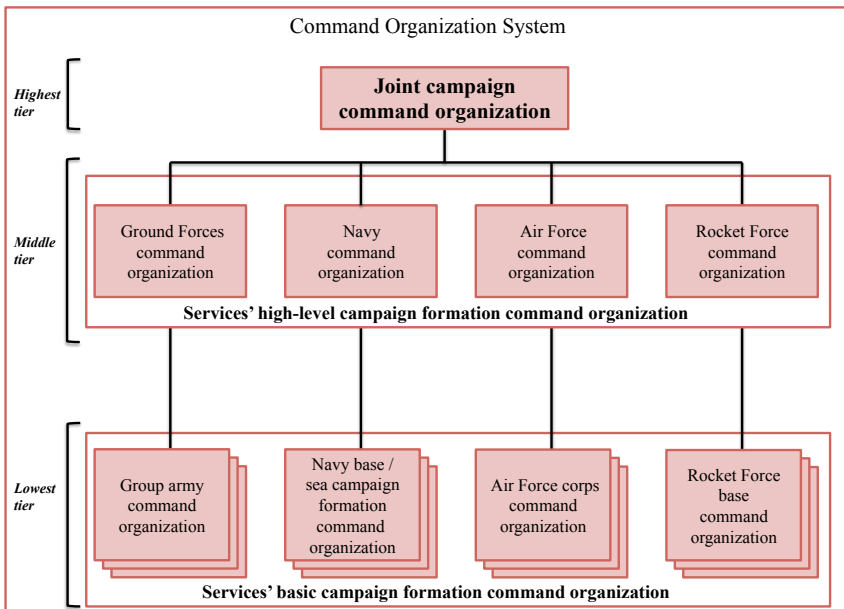 Command Organization System
Highest
tier
Joint campaign
command organization
Middle
tier
Ground Forces
command
organization
Navy
command
organization
Air Force
command
organization
Rocket Force
command
organization
Services’ high-level campaign formation command organization
Lowest
tier
Group army
command
organization
Navy base /
sea campaign
formation
command
organization
Air Force corps
command
organization
Rocket Force
base
command
organization
Services’ basic campaign formation command organization